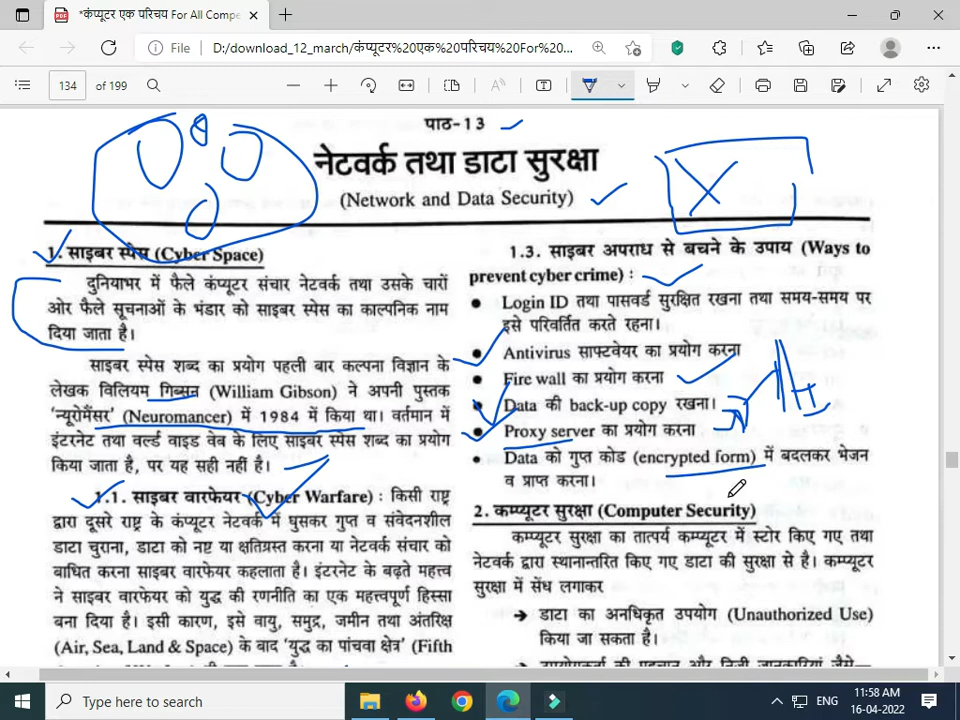 *कंप्यूटर एक परिचय For All Compe
File
D:/download_12_march/कंप्यूटर%20एक%20परिचय%20For%20...
134 of 199
पाठ-13
नेटवर्क तथा डाटा सुरक्षा
(Network and Data Security)
1. साइबर स्पेस (Cyber Space)
दुनियाभर में फैले कंप्यूटर संचार नेटवर्क तथा उसके चारों
ओर फैले सूचनाओं के भंडार को साइबर स्पेस का काल्पनिक नाम
दिया जाता है।
साइबर स्पेस शब्द का प्रयोग पहली बार कल्पना विज्ञान के
लेखक विलियम गिब्सन (William Gibson) ने अपनी पुस्तक
'न्यूरोमैंसर' (Neuromancer) में 1984 में किया था। वर्तमान में
इंटरनेट तथा वर्ल्ड वाइड वेब के लिए साइबर स्पेस शब्द का प्रयोग
किया जाता है, पर यह सही नहीं है।
1.1. साइबर वारफेयर (Cyber Warfare) : किसी राष्ट्र
द्वारा दूसरे राष्ट्र के कंप्यूटर नेटवर्क में घुसकर गुप्त व संवेदनशील
डाटा चुराना, डाटा को नष्ट या क्षतिग्रस्त करना या नेटवर्क संचार को
बाधित करना साइबर वारफेयर कहलाता है। इंटरनेट के बढ़ते महत्त्व
ने साइबर वारफेयर को युद्ध की रणनीति का एक महत्त्वपूर्ण हिस्सा
बना दिया है। इसी कारण, इसे वायु, समुद्र, जमीन तथा अंतरिक्ष
(Air, Sea, Land & Space) के बाद 'युद्ध का पांचवा क्षेत्र' (Fifth
1.3. साइबर अपराध से बचने के उपाय (Ways to
prevent cyber crime) :
• Login ID तथा पासवर्ड सुरक्षित रखना तथा समय-समय पर
इसे परिवर्तित करते रहना।
• Antivirus साफ्टवेयर का प्रयोग करना
• Fire wall का प्रयोग करना
• Data की back-up copy रखना।
• Proxy server का प्रयोग करना
• Data को गुप्त कोड (encrypted form) में बदलकर भेजन
व प्राप्त करना।
2. कम्प्यूटर सुरक्षा (Computer Security)
कम्प्यूटर सुरक्षा का तात्पर्य कम्प्यूटर में स्टोर किए गए तथा
नेटवर्क द्वारा स्थानान्तरित किए गए डाटा की सुरक्षा से है। कम्प्यूटर
सुरक्षा में सेंध लगाकर
➔ डाटा का अनधिकृत उपयोग (Unauthorized Use)
किया जा सकता है।
➔ उपयोगकर्ता की पहचान और निजी जानकारियां जैसे–
Type here to search
ENG
11:58 AM
16-04-2022